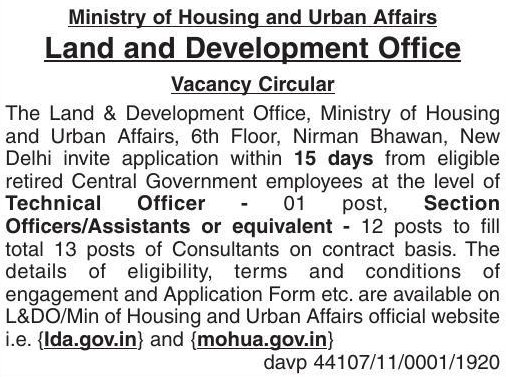 Ministry of Housing and Urban Affairs
Land and Development Office
Vacancy Circular
The Land & Development Office, Ministry of Housing
and Urban Affairs, 6th Floor, Nirman Bhawan, New
Delhi invite application within 15 days from eligible
retired Central Government employees at the level of
Technical Officer - 01 post, Section
Officers/Assistants or equivalent - 12 posts to fill
total 13 posts of Consultants on contract basis. The
details of eligibility, terms and conditions of
engagement and Application Form etc. are available on
L&DO/Min of Housing and Urban Affairs official website
i.e. {lda.gov.in} and {mohua.gov.in}
davp 44107/11/0001/1920